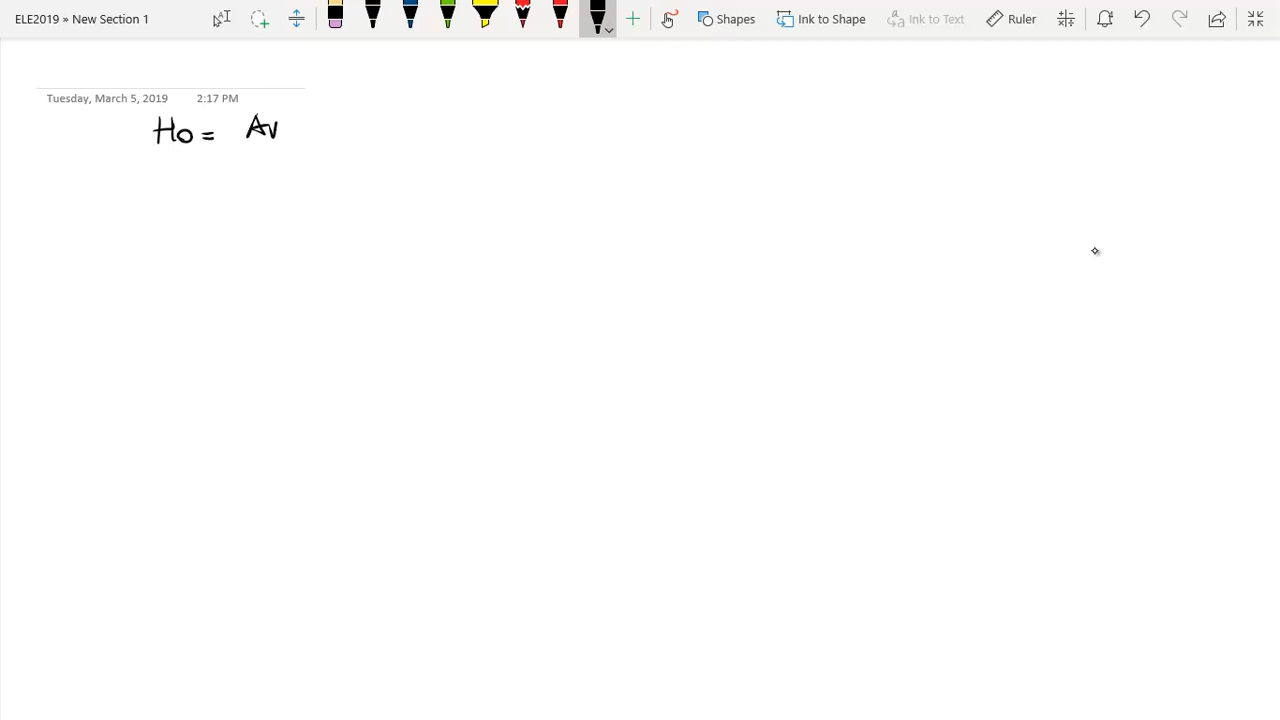 ELE2019 » New Section 1 Shapes Ink to Shape Ink to Text Ruler
Tuesday, March 5, 2019 2:17 PM
Ho = Av